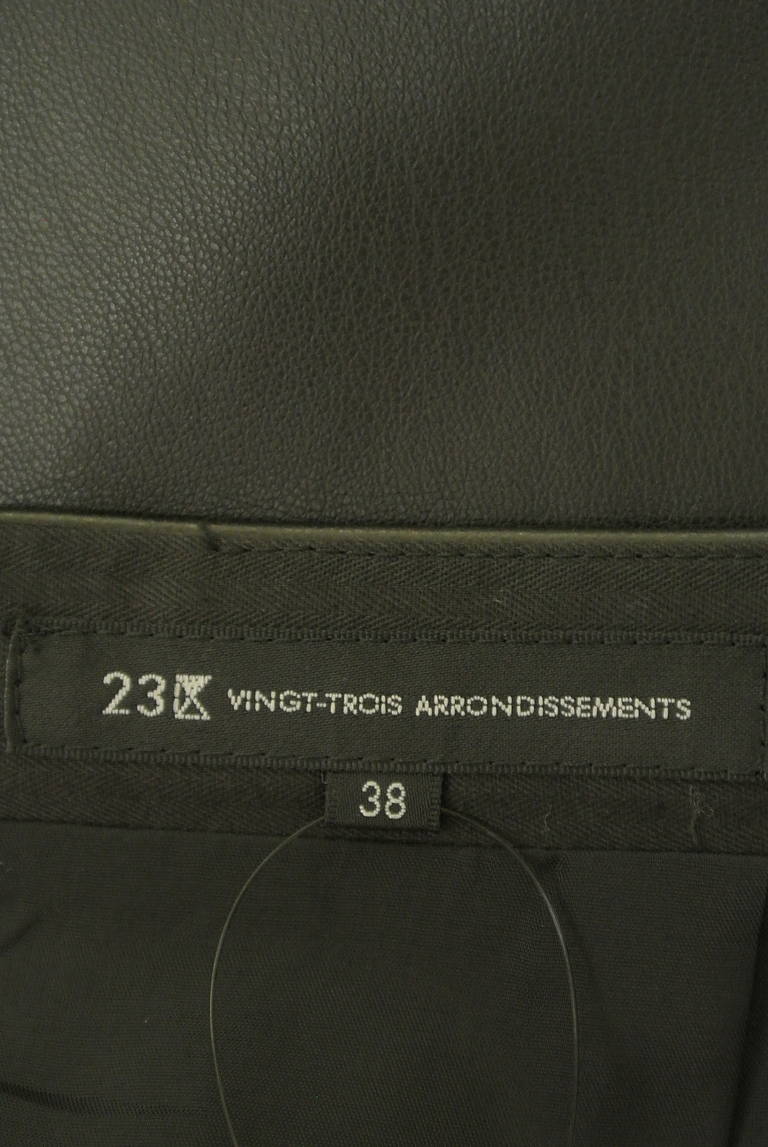 23区 VINGT-TROIS ARRONDISSEMENTS
38